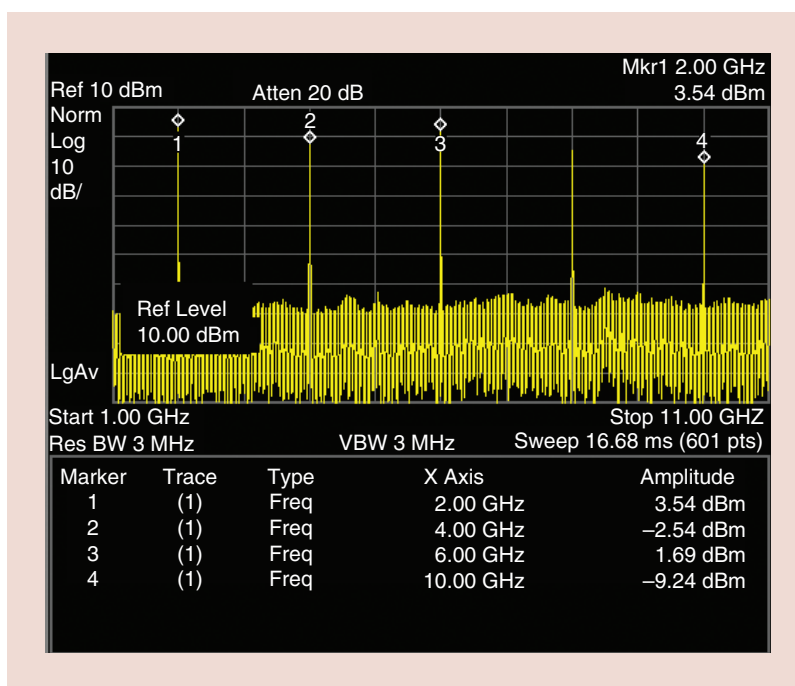 Mkr1 2.00 GHz
Ref 10 dBm Atten 20 dB 3.54 dBm
Norm
Log
10
dB/
1
2
3
4
Ref Level
10.00 dBm
LgAv
Start 1.00 GHz Stop 11.00 GHZ
Res BW 3 MHz VBW 3 MHz Sweep 16.68 ms (601 pts)
Marker Trace Type X Axis Amplitude
1 (1) Freq 2.00 GHz 3.54 dBm
2 (1) Freq 4.00 GHz –2.54 dBm
3 (1) Freq 6.00 GHz 1.69 dBm
4 (1) Freq 10.00 GHz –9.24 dBm